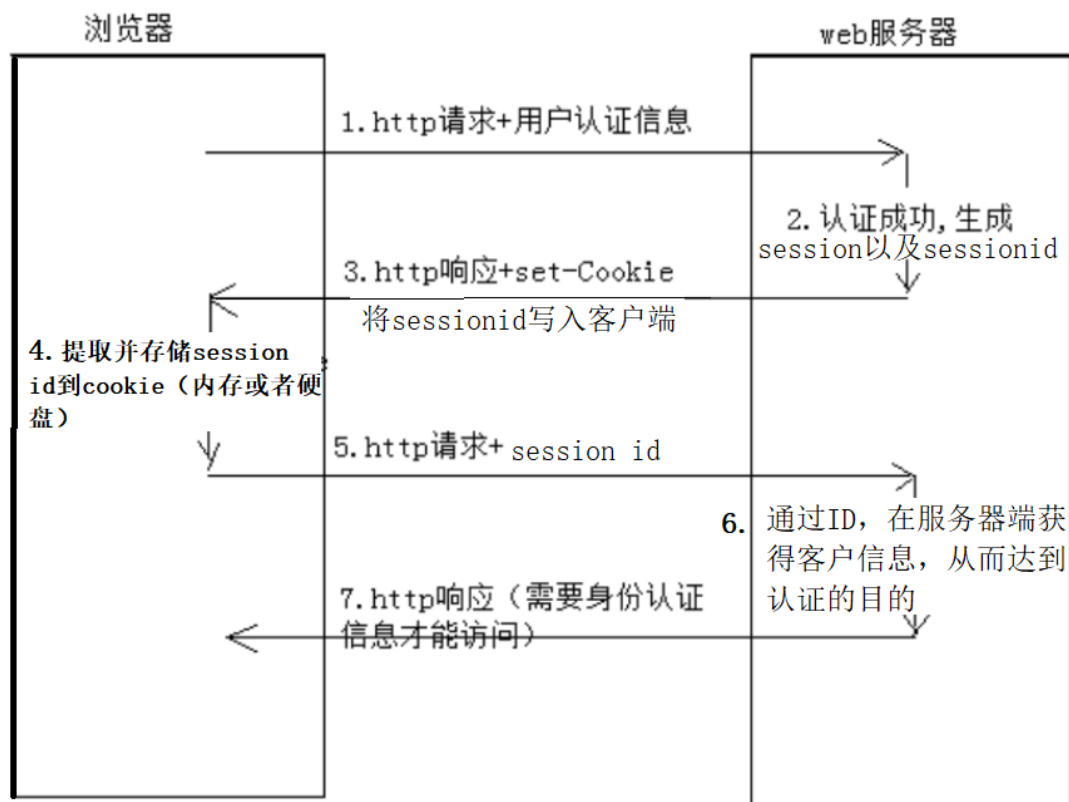 浏览器
web服务器
1.http请求+用户认证信息
2.认证成功,生成
session以及sessionid
3.http响应+set-Cookie
将sessionid写入客户端
4.提取并存储session
id到cookie（内存或者硬
盘）
5.http请求+ session id
6. 通过ID，在服务器端获
得客户信息，从而达到
认证的目的
7.http响应（需要身份认证
信息才能访问）